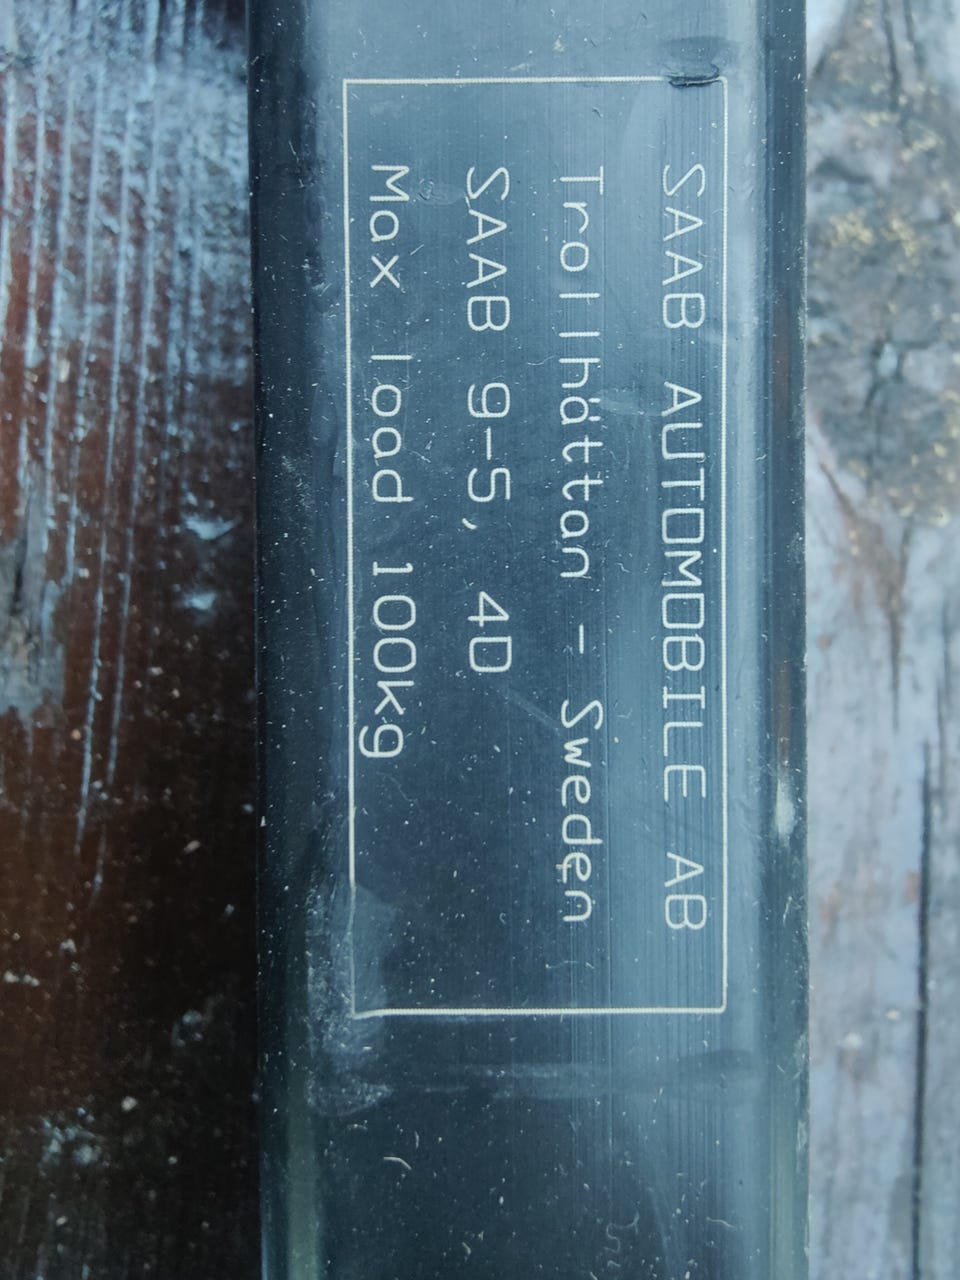 SAAB AUTOMOBILE AB
Trollhättan - Sweden
SAAB 9-5, 4D
Max load 100kg